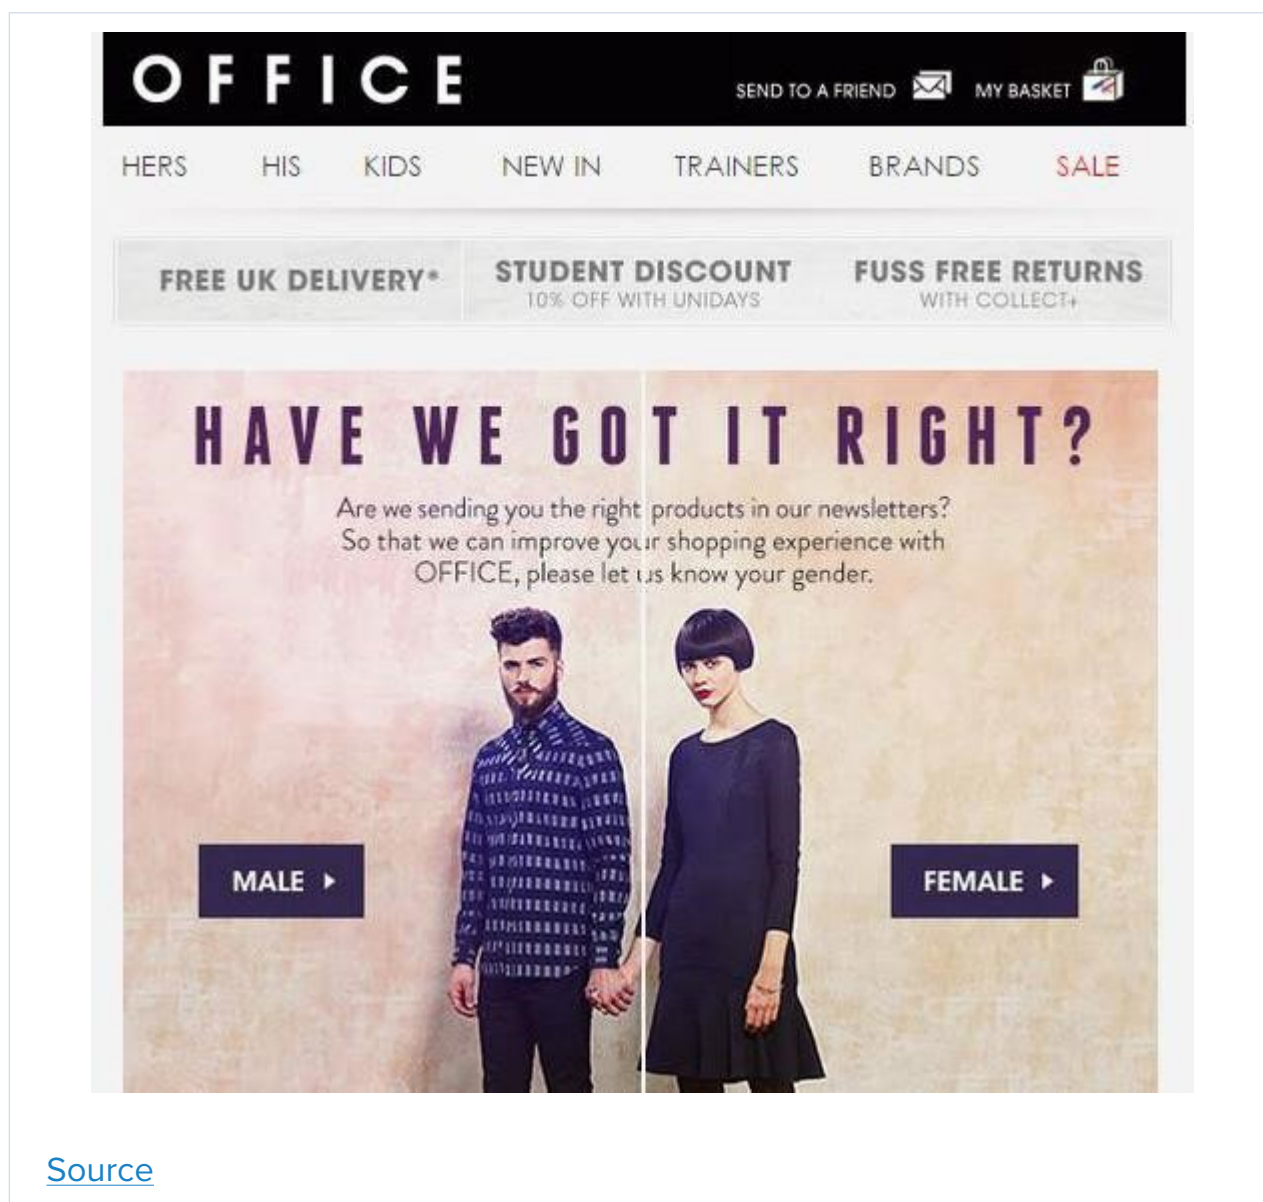 OFFICE
SEND TO A FRIEND MY BASKET
HERS HIS KIDS NEW IN TRAINERS BRANDS SALE
FREE UK DELIVERY* STUDENT DISCOUNT FUSS FREE RETURNS
10% OFF WITH UNIDAYS WITH COLLECT+
HAVE WE GOT IT RIGHT?
Are we sending you the right products in our newsletters?
So that we can improve your shopping experience with
OFFICE, please let us know your gender.
MALE FEMALE
Source